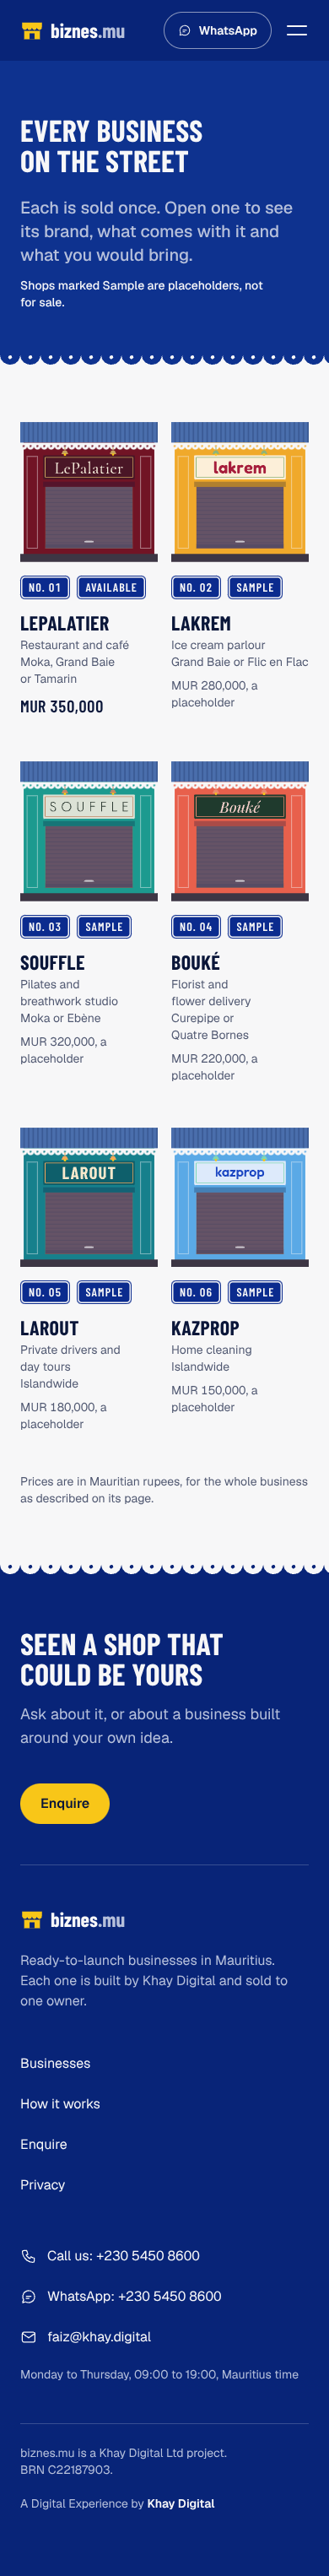 biznes.mu
WhatsApp
EVERY BUSINESS
ON THE STREET
Each is sold once. Open one to see
its brand, what comes with it and
what you would bring.
Shops marked Sample are placeholders, not
for sale.
LePalatier
lakrem
NO. 01
AVAILABLE
NO. 02
SAMPLE
LEPALATIER
Restaurant and café
Moka, Grand Baie
or Tamarin
MUR 350,000
LAKREM
Ice cream parlour
Grand Baie or Flic en Flac
MUR 280,000, a
placeholder
SOUFFLE
Bouké
NO. 03
SAMPLE
NO. 04
SAMPLE
SOUFFLE
Pilates and
breathwork studio
Moka or Ebène
MUR 320,000, a
placeholder
BOUKÉ
Florist and
flower delivery
Curepipe or
Quatre Bornes
MUR 220,000, a
placeholder
LAROUT
kazprop
NO. 05
SAMPLE
NO. 06
SAMPLE
LAROUT
Private drivers and
day tours
Islandwide
MUR 180,000, a
placeholder
KAZPROP
Home cleaning
Islandwide
MUR 150,000, a
placeholder
Prices are in Mauritian rupees, for the whole business
as described on its page.
SEEN A SHOP THAT
COULD BE YOURS
Ask about it, or about a business built
around your own idea.
Enquire
biznes.mu
Ready-to-launch businesses in Mauritius.
Each one is built by Khay Digital and sold to
one owner.
Businesses
How it works
Enquire
Privacy
Call us: +230 5450 8600
WhatsApp: +230 5450 8600
faiz@khay.digital
Monday to Thursday, 09:00 to 19:00, Mauritius time
biznes.mu is a Khay Digital Ltd project.
BRN C22187903.
A Digital Experience by Khay Digital